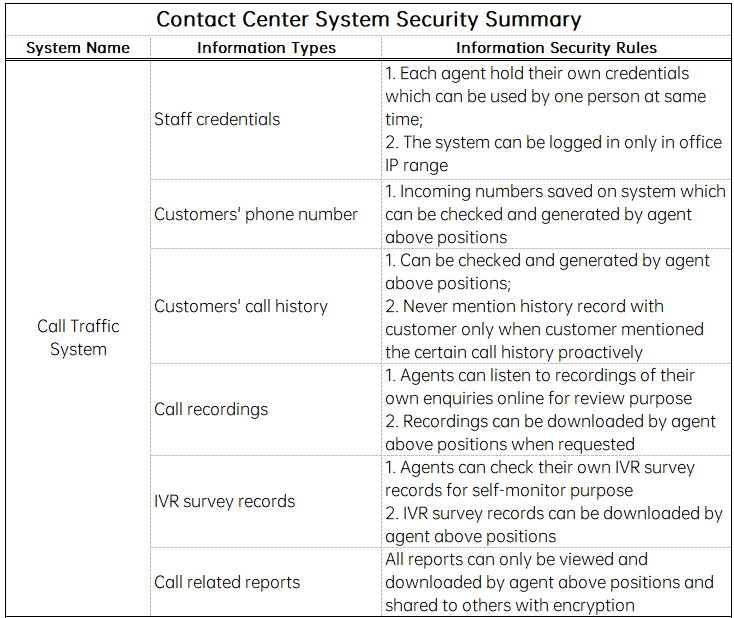 Contact Center System Security Summary
System Name
Information Types
Information Security Rules
Call Traffic
System
Staff credentials
1. Each agent hold their own credentials
which can be used by one person at same
time;
2. The system can be logged in only in office
IP range
Customers' phone number
1. Incoming numbers saved on system which
can be checked and generated by agent
above positions
Customers' call history
1. Can be checked and generated by agent
above positions;
2. Never mention history record with
customer only when customer mentioned
the certain call history proactively
Call recordings
1. Agents can listen to recordings of their
own enquiries online for review purpose
2. Recordings can be downloaded by agent
above positions when requested
IVR survey records
1. Agents can check their own IVR survey
records for self-monitor purpose
2. IVR survey records can be downloaded by
agent above positions
Call related reports
All reports can only be viewed and
downloaded by agent above positions and
shared to others with encryption